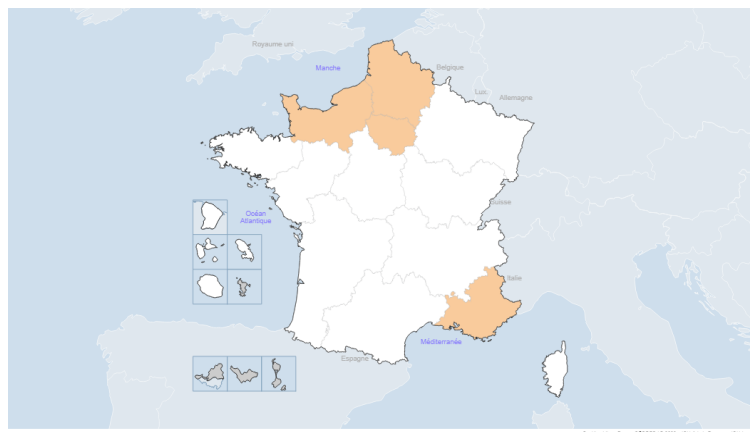 Royaume uni
Manche
Belgique
Lux.
Allemagne
Suisse
Océan
Atlantique
Italie
Méditerranée
Espagne